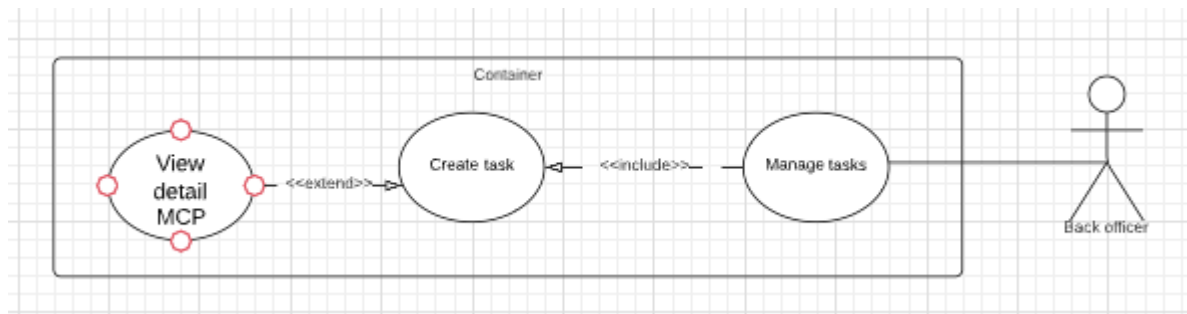 Container
View
detail
MCP
<<extend>>
Create task
<<include>>
Manage tasks
Back officer